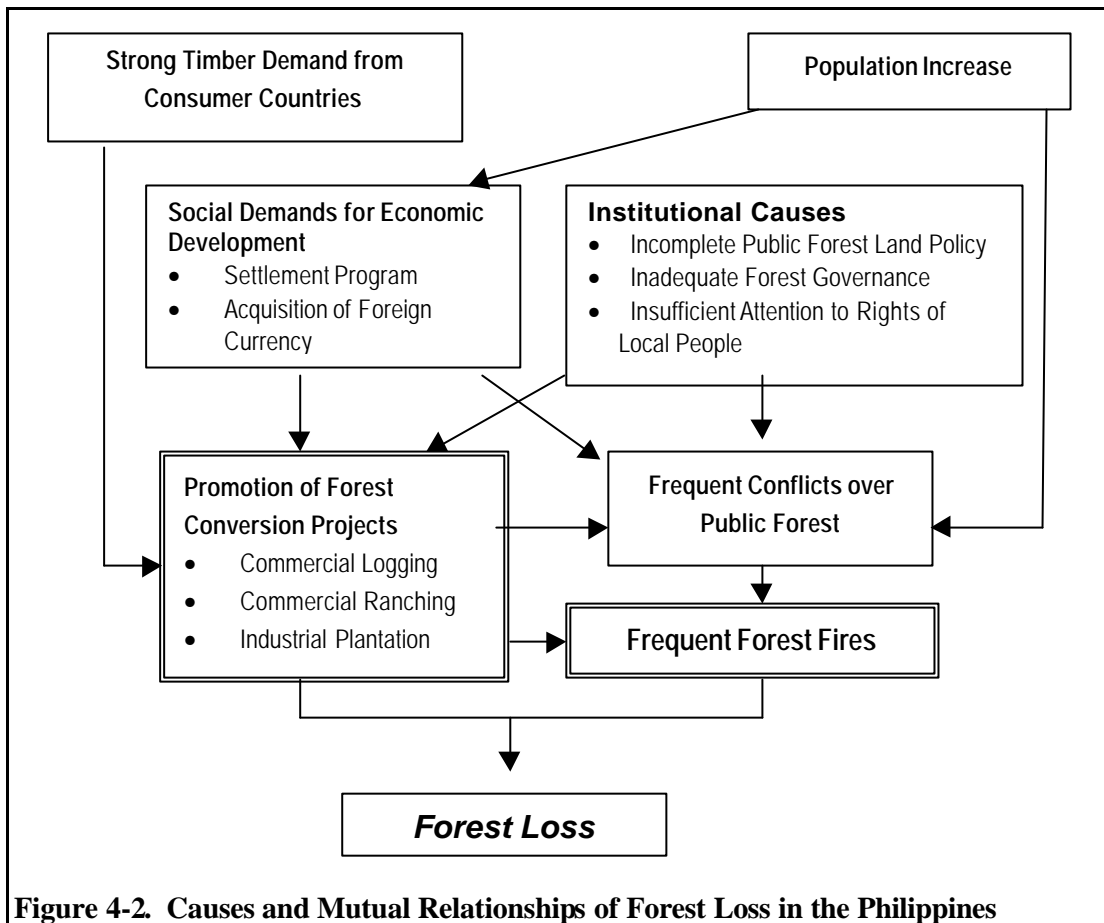 Strong Timber Demand from
Consumer Countries
Population Increase
Social Demands for Economic
Development
• Settlement Program
• Acquisition of Foreign
Currency
Institutional Causes
• Incomplete Public Forest Land Policy
• Inadequate Forest Governance
• Insufficient Attention to Rights of
Local People
Promotion of Forest
Conversion Projects
• Commercial Logging
• Commercial Ranching
• Industrial Plantation
Frequent Conflicts over
Public Forest
Frequent Forest Fires
Forest Loss
Figure 4-2. Causes and Mutual Relationships of Forest Loss in the Philippines